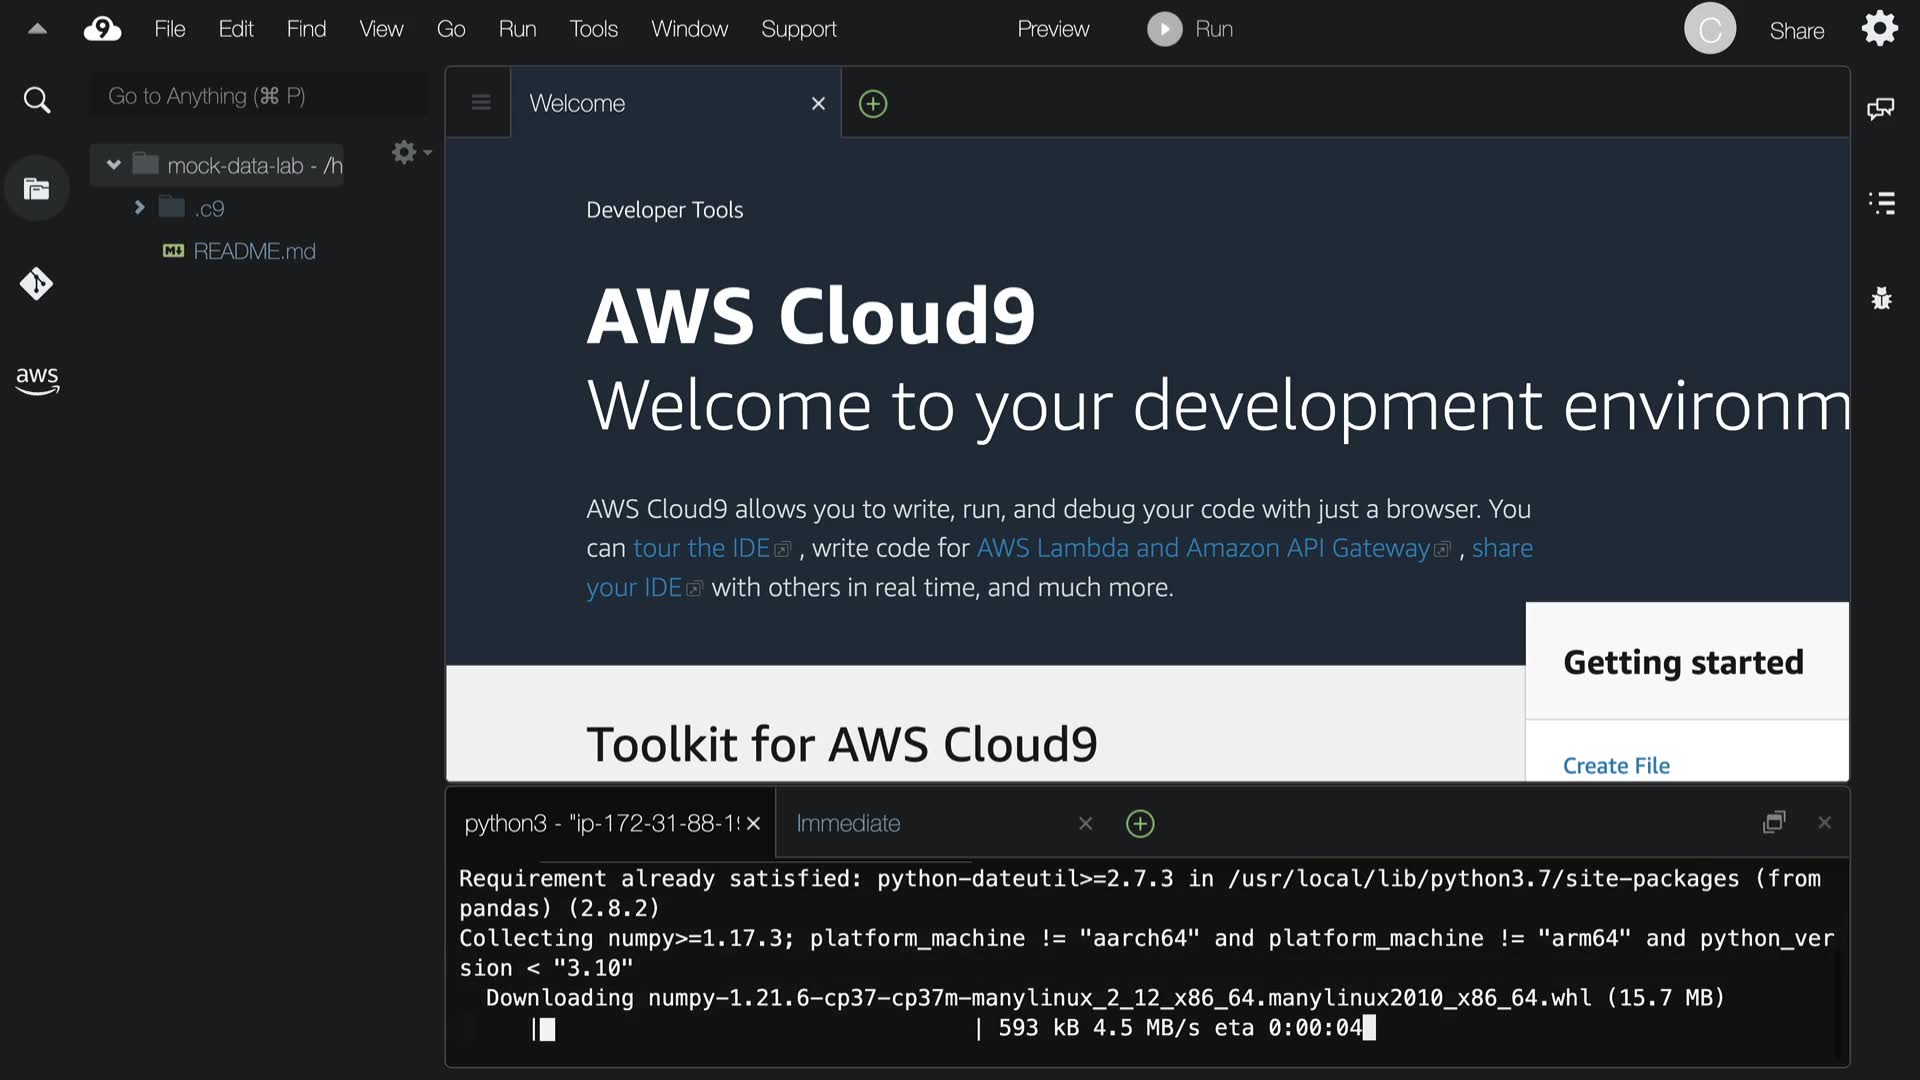 9 File Edit Find View Go Run Tools Window Support Preview Run C Share
Go to Anything (⌘ P)
Welcome
mock-data-lab - /h
.c9
M↓ README.md
aws
Developer Tools
AWS Cloud9
Welcome to your development environm
AWS Cloud9 allows you to write, run, and debug your code with just a browser. You
can tour the IDE , write code for AWS Lambda and Amazon API Gateway , share
your IDE with others in real time, and much more.
Getting started
Toolkit for AWS Cloud9
Create File
python3 - "ip-172-31-88-19
Immediate
Requirement already satisfied: python-dateutil>=2.7.3 in /usr/local/lib/python3.7/site-packages (from
pandas) (2.8.2)
Collecting numpy>=1.17.3; platform_machine != "aarch64" and platform_machine != "arm64" and python_ver
sion < "3.10"
Downloading numpy-1.21.6-cp37-cp37m-manylinux_2_12_x86_64.manylinux2010_x86_64.whl (15.7 MB)
|█ | 593 kB 4.5 MB/s eta 0:00:04